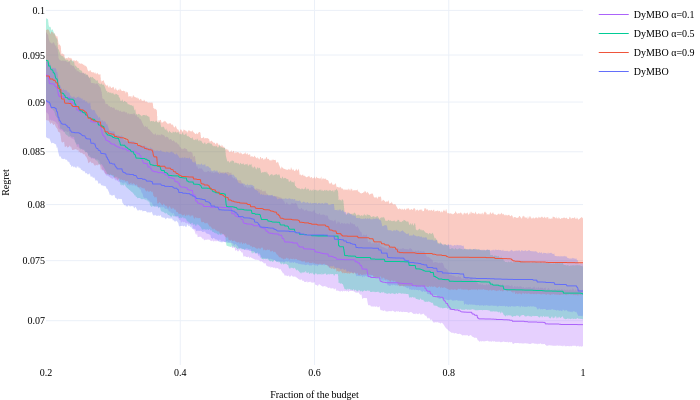 0.1
0.095
0.09
0.085
0.08
0.075
0.07
Regret
0.2
0.4
0.6
0.8
1
Fraction of the budget
DyMBO α=0.1
DyMBO α=0.5
DyMBO α=0.9
DyMBO